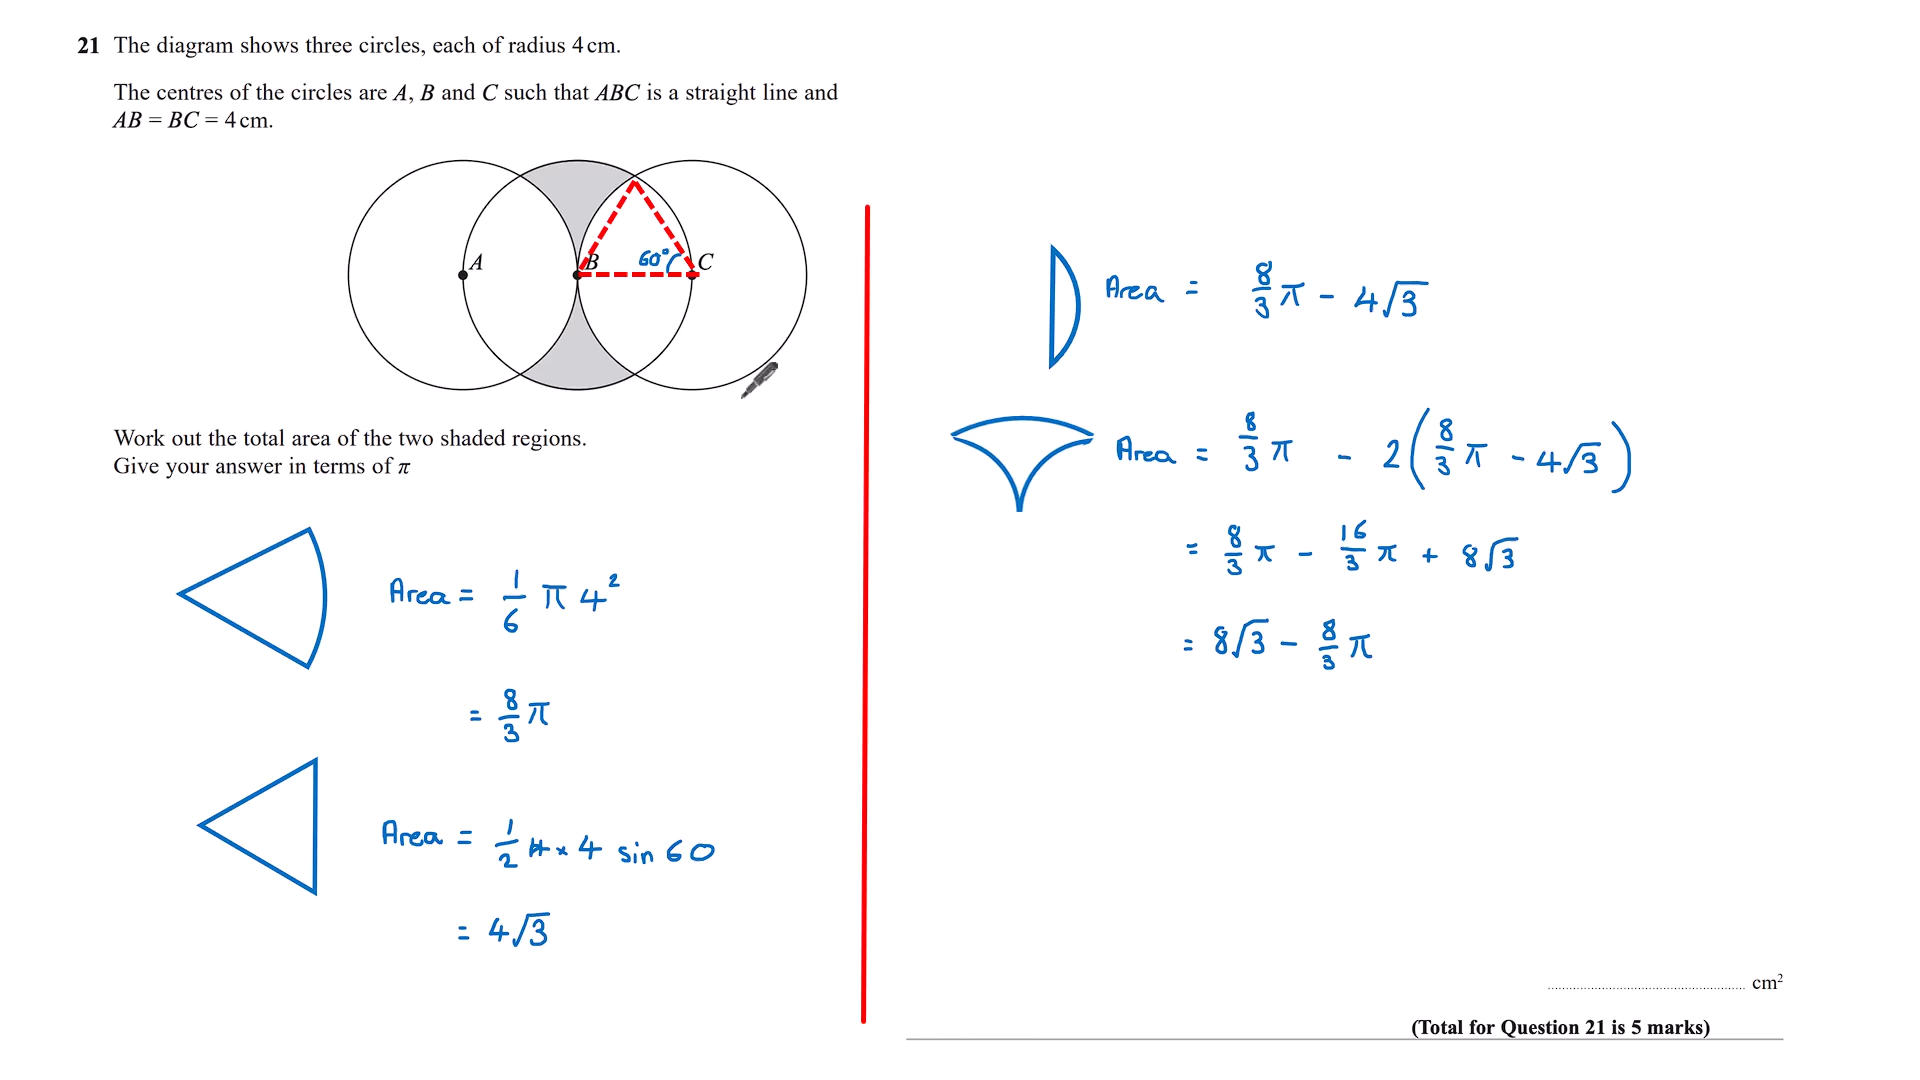 21 The diagram shows three circles, each of radius 4 cm.
The centres of the circles are A, B and C such that ABC is a straight line and
AB = BC = 4 cm.
A
B
60°
C
Work out the total area of the two shaded regions.
Give your answer in terms of π
Area = 1/6 π 4²
= 8/3 π
Area = 1/2 4 × 4 sin 60
= 4√3
Area = 8/3 π - 4√3
Area = 8/3 π - 2(8/3 π - 4√3)
= 8/3 π - 16/3 π + 8√3
= 8√3 - 8/3 π
........................................ cm²
(Total for Question 21 is 5 marks)